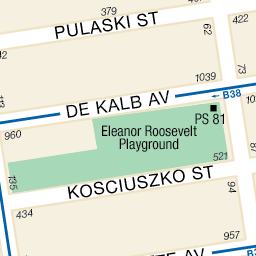 379
422
PULASKI ST
62
1039
73
B38
DE KALB AV
PS 81
960
Eleanor Roosevelt
Playground
521
135
KOSCIUSZKO ST
94
434
957
AV